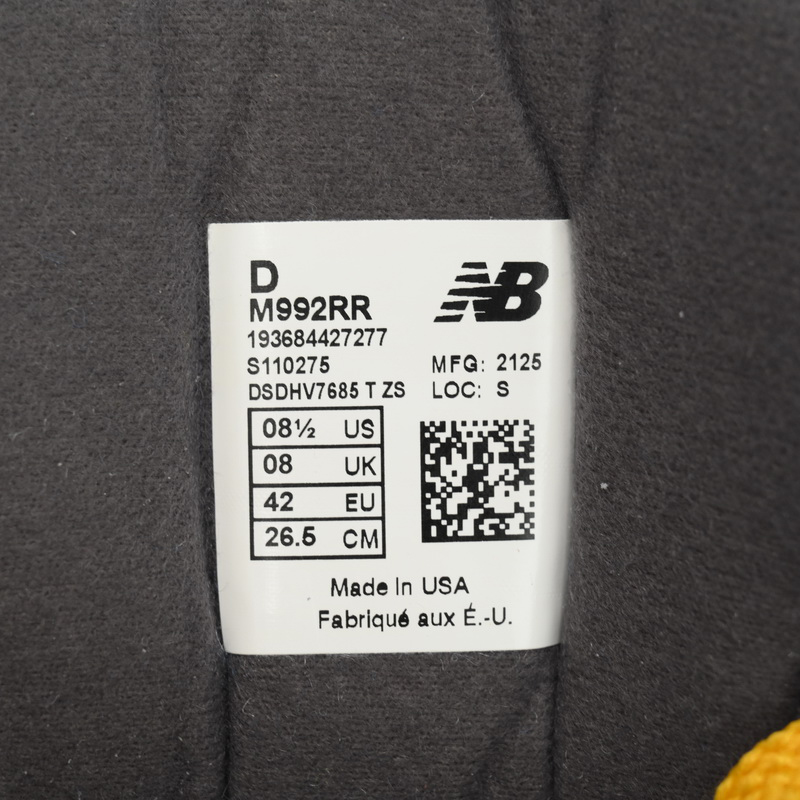 D
NB
M992RR
193684427277
S110275
MFG: 2125
DSDHV7685 T ZS
LOC: S
08½ US
08 UK
42 EU
26.5 CM
Made In USA
Fabriqué aux É.-U.